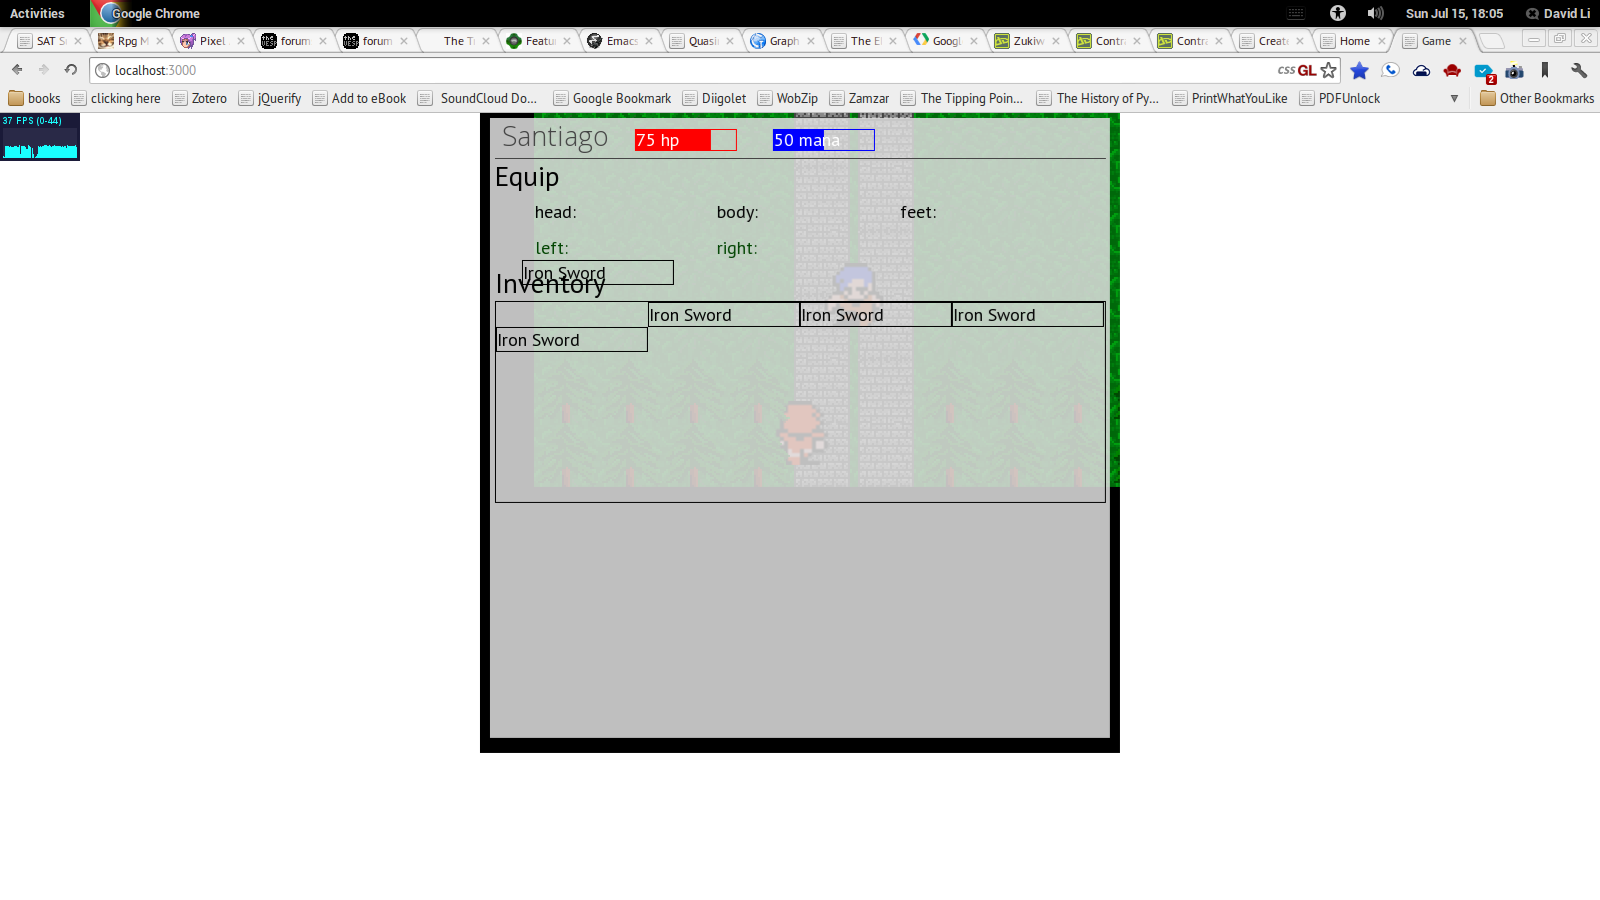 Activities Google Chrome Sun Jul 15, 18:05 David Li
SAT S Rpg M Pixel forum forum The T Featu Emacs Quasi Graph The E Googl Zukiw Contra Contra Create Home Game
localhost:3000 css GL 2
books clicking here Zotero jQuerify Add to eBook SoundCloud Do... Google Bookmark Diigolet WobZip Zamzar The Tipping Poin... The History of Py... PrintWhatYouLike PDFUnlock Other Bookmarks
37 FPS (0-44)
Santiago 75 hp 50 mana
Equip
head: body: feet:
left: right:
Iron Sword
Inventory
Iron Sword Iron Sword Iron Sword
Iron Sword